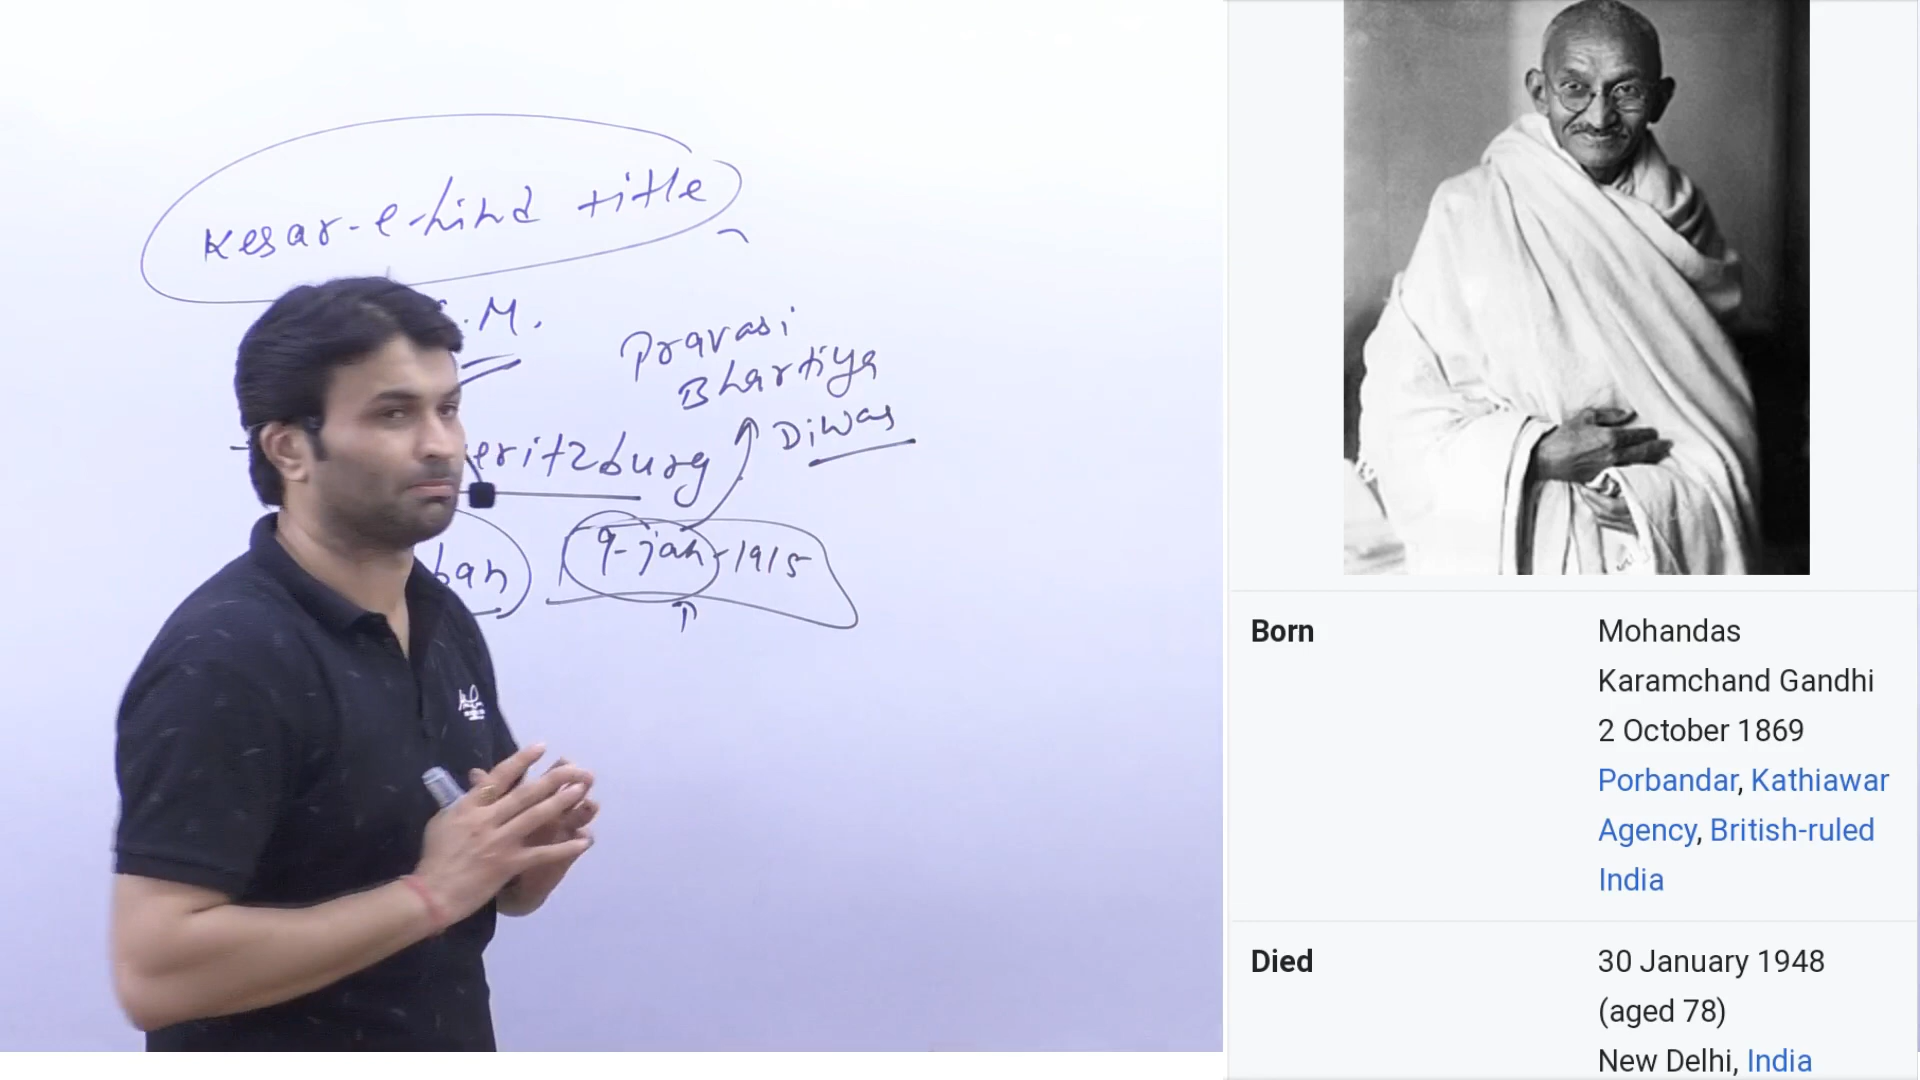 Kesar-e-hind title
.M.
Pravasi
Bhartiya
Diwas
eritzburg
ban
9-jan-1915
Born
Mohandas
Karamchand Gandhi
2 October 1869
Porbandar, Kathiawar
Agency, British-ruled
India
Died
30 January 1948
(aged 78)
New Delhi, India